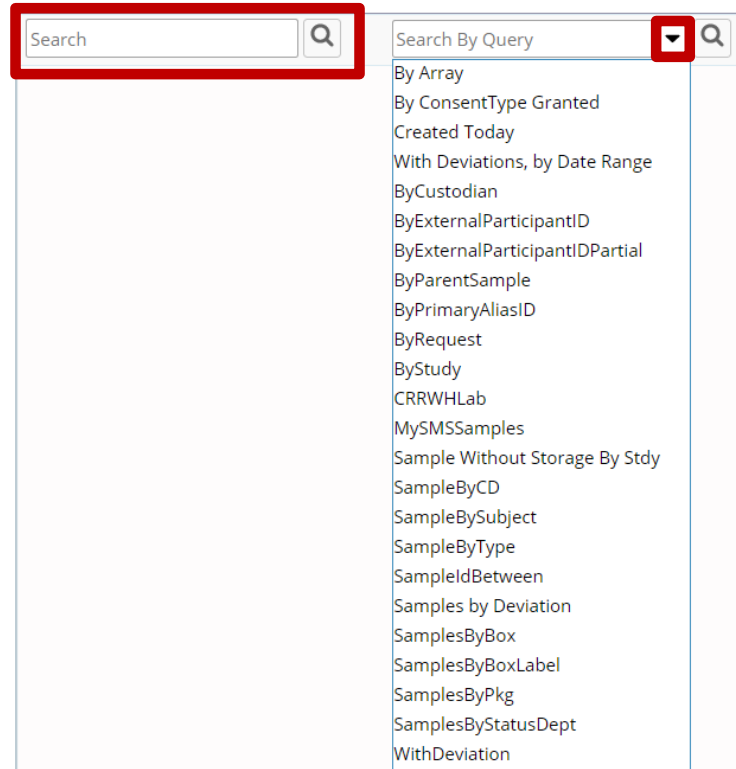 Search
Search By Query
By Array
By ConsentType Granted
Created Today
With Deviations, by Date Range
ByCustodian
ByExternalParticipantID
ByExternalParticipantIDPartial
ByParentSample
ByPrimaryAliasID
ByRequest
ByStudy
CRRWHLab
MySMSSamples
Sample Without Storage By Stdy
SampleByCD
SampleBySubject
SampleByType
SampleIdBetween
Samples by Deviation
SamplesByBox
SamplesByBoxLabel
SamplesByPkg
SamplesByStatusDept
WithDeviation